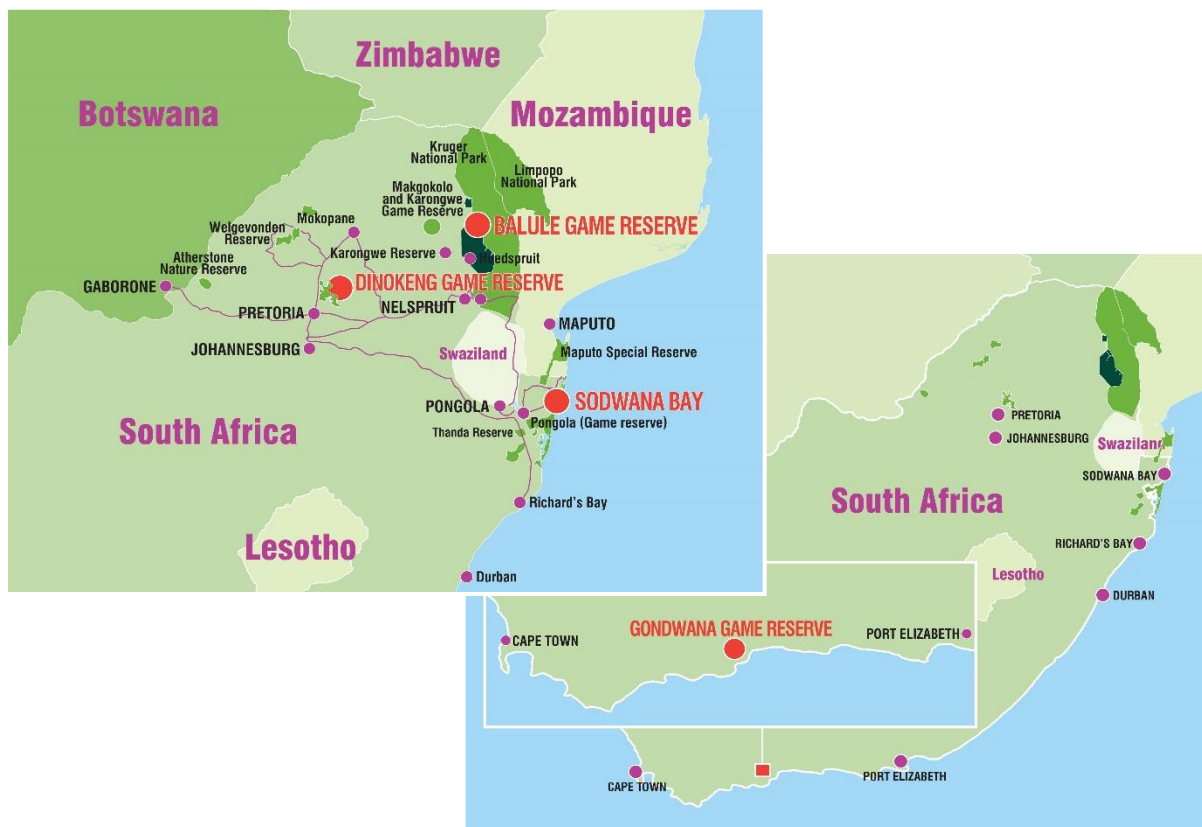 Zimbabwe
Botswana
Mozambique
Kruger
National Park
Limpopo
National Park
Makgokolo
and Karongwe
Game Reserve
Mokopane
Welgevonden
Reserve
BALULE GAME RESERVE
Karongwe Reserve
Atherstone
Nature Reserve
GABORONE
DINOKENG GAME RESERVE
PRETORIA
NELSPRUIT
MAPUTO
JOHANNESBURG
Swaziland
Maputo Special Reserve
PONGOLA
SODWANA BAY
Pongola (Game reserve)
Thanda Reserve
South Africa
Richard's Bay
Lesotho
Durban
PRETORIA
JOHANNESBURG
Swaziland
SODWANA BAY
South Africa
RICHARD'S BAY
Lesotho
DURBAN
GONDWANA GAME RESERVE
CAPE TOWN
PORT ELIZABETH
CAPE TOWN
PORT ELIZABETH